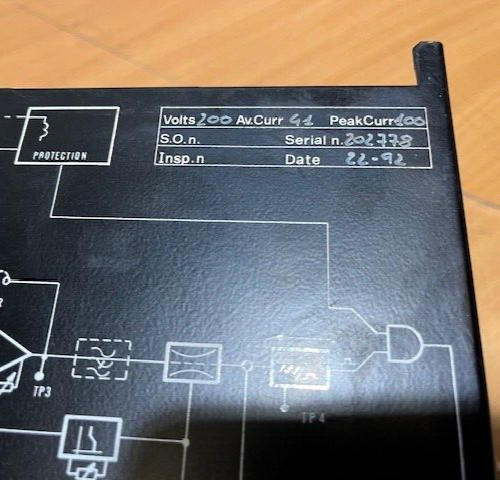 Volts 200 Av.Curr 41 PeakCurr 100
S.O.n. Serial n. 202778
Insp.n Date 22-92
PROTECTION
TP3
TP4